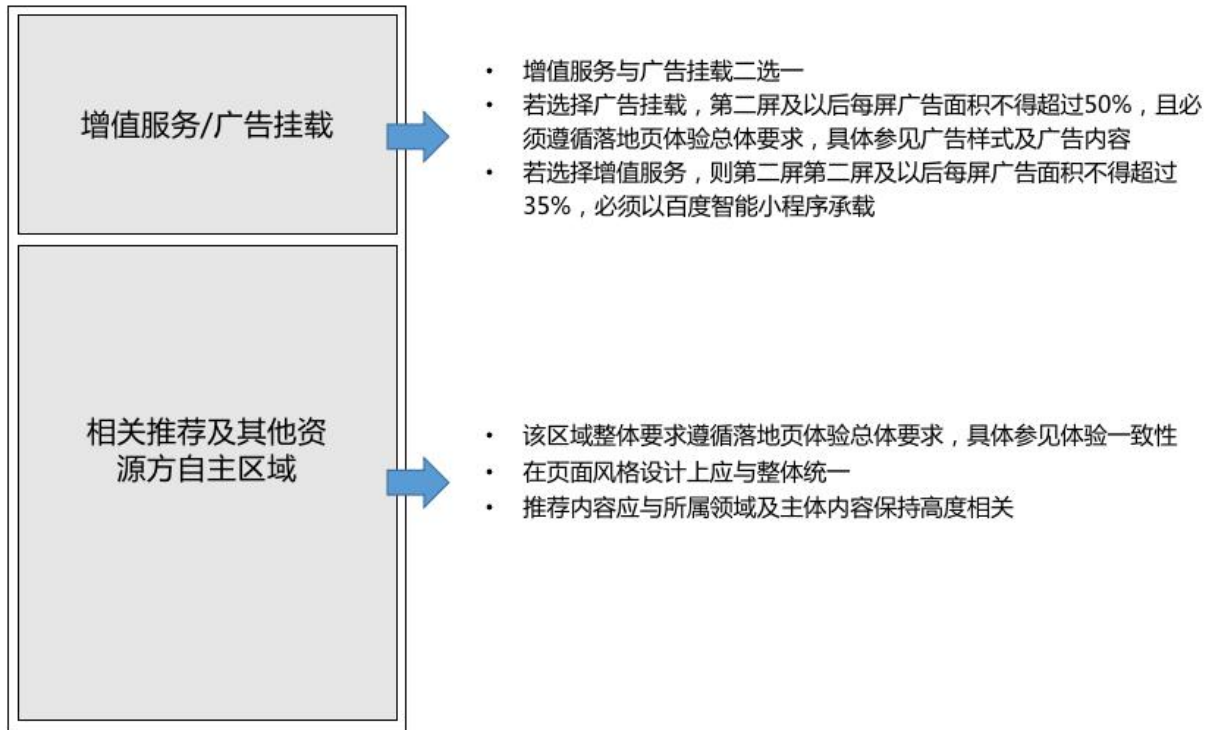 增值服务/广告挂载
• 增值服务与广告挂载二选一
• 若选择广告挂载，第二屏及以后每屏广告面积不得超过50%，且必
须遵循落地页体验总体要求，具体参见广告样式及广告内容
• 若选择增值服务，则第二屏第二屏及以后每屏广告面积不得超过
35%，必须以百度智能小程序承载
相关推荐及其他资
源方自主区域
• 该区域整体要求遵循落地页体验总体要求，具体参见体验一致性
• 在页面风格设计上应与整体统一
• 推荐内容应与所属领域及主体内容保持高度相关